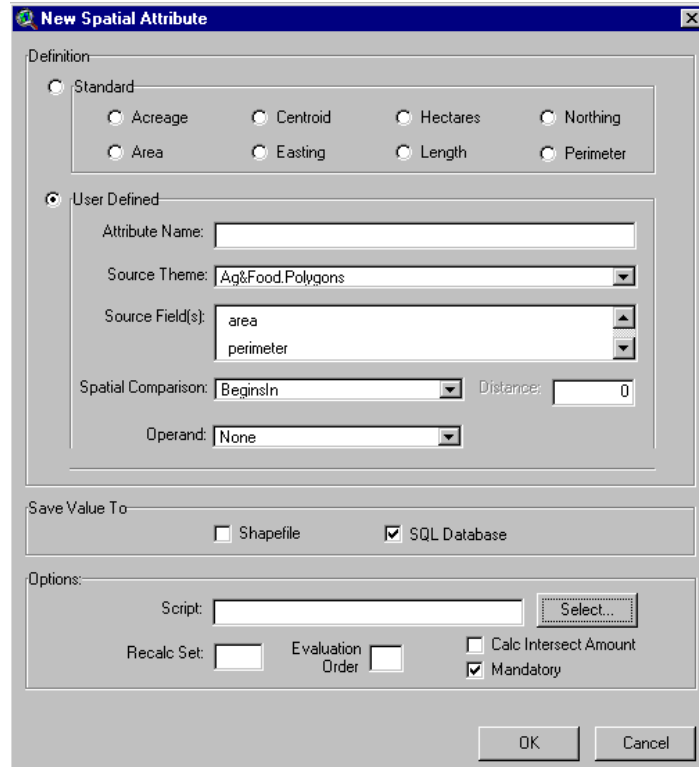 New Spatial Attribute
Definition
Standard
Acreage Centroid Hectares Northing
Area Easting Length Perimeter
User Defined
Attribute Name:
Source Theme: Ag&Food.Polygons
Source Field(s): area
perimeter
Spatial Comparison: BeginsIn Distance: 0
Operand: None
Save Value To
Shapefile SQL Database
Options:
Script: Select...
Recalc Set: Evaluation Order Calc Intersect Amount
Mandatory
OK Cancel